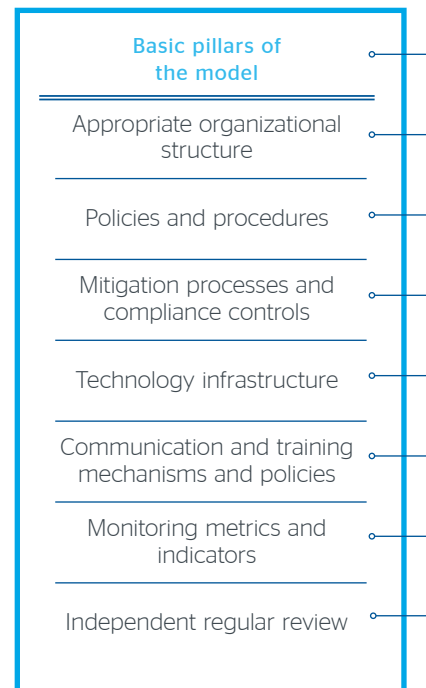 Basic pillars of
the model
Appropriate organizational
structure
Policies and procedures
Mitigation processes and
compliance controls
Technology infrastructure
Communication and training
mechanisms and policies
Monitoring metrics and
indicators
Independent regular review